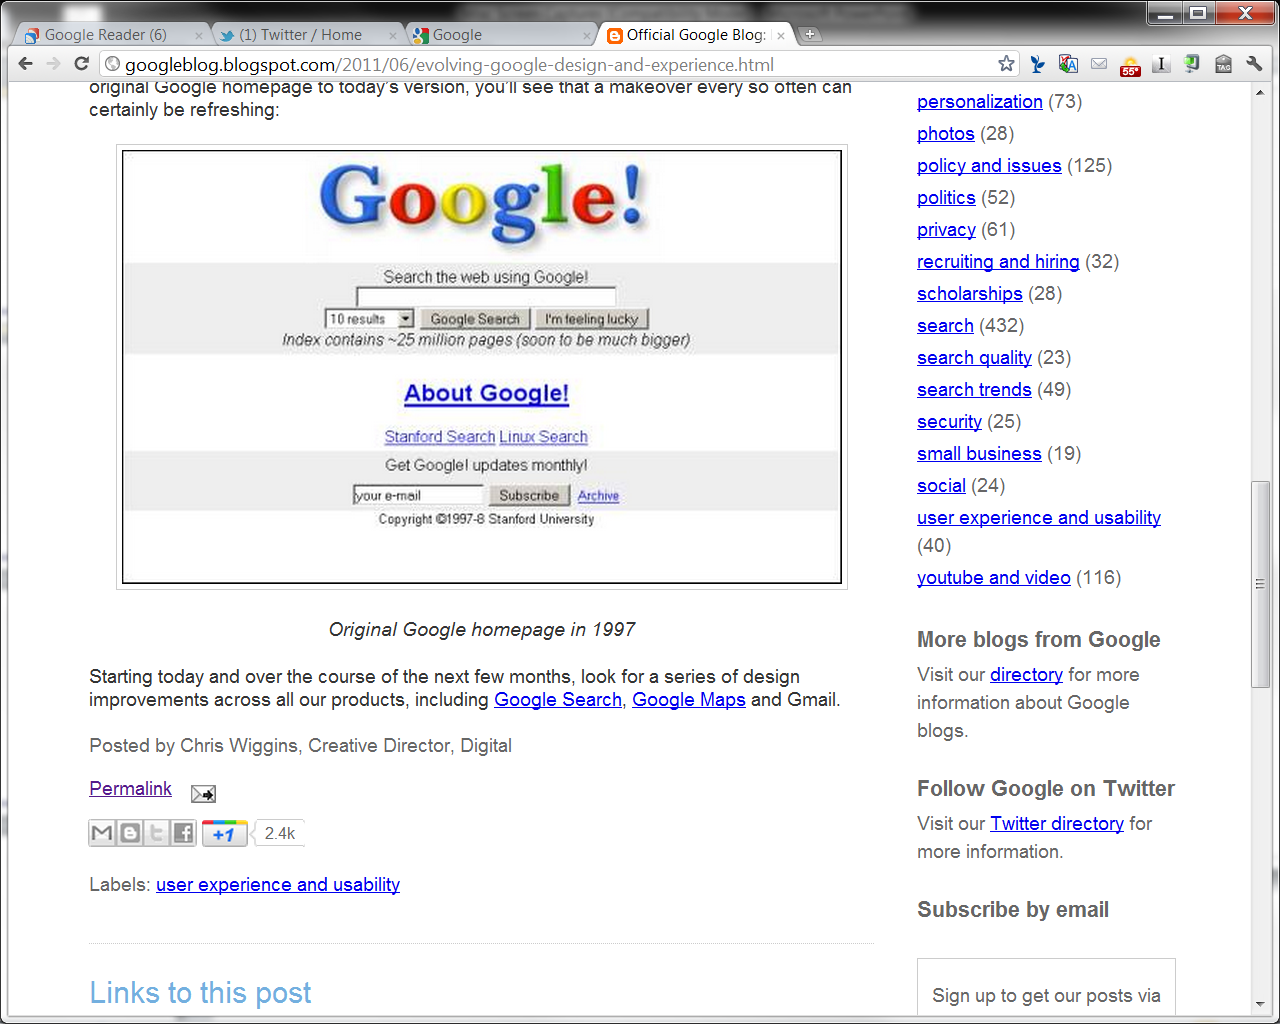 Google Reader (6)
(1) Twitter / Home
Google
Official Google Blog:
googleblog.blogspot.com/2011/06/evolving-google-design-and-experience.html
55°
TAG
original Google homepage to today's version, you'll see that a makeover every so often can
certainly be refreshing:
Google!
Search the web using Google!
10 results
Google Search
I'm feeling lucky
Index contains ~25 million pages (soon to be much bigger)
About Google!
Stanford Search Linux Search
Get Google! updates monthly!
your e-mail
Subscribe
Archive
Copyright ©1997-8 Stanford University
Original Google homepage in 1997
Starting today and over the course of the next few months, look for a series of design
improvements across all our products, including Google Search, Google Maps and Gmail.
Posted by Chris Wiggins, Creative Director, Digital
Permalink
+1
2.4k
Labels: user experience and usability
Links to this post
personalization (73)
photos (28)
policy and issues (125)
politics (52)
privacy (61)
recruiting and hiring (32)
scholarships (28)
search (432)
search quality (23)
search trends (49)
security (25)
small business (19)
social (24)
user experience and usability
(40)
youtube and video (116)
More blogs from Google
Visit our directory for more
information about Google
blogs.
Follow Google on Twitter
Visit our Twitter directory for
more information.
Subscribe by email
Sign up to get our posts via